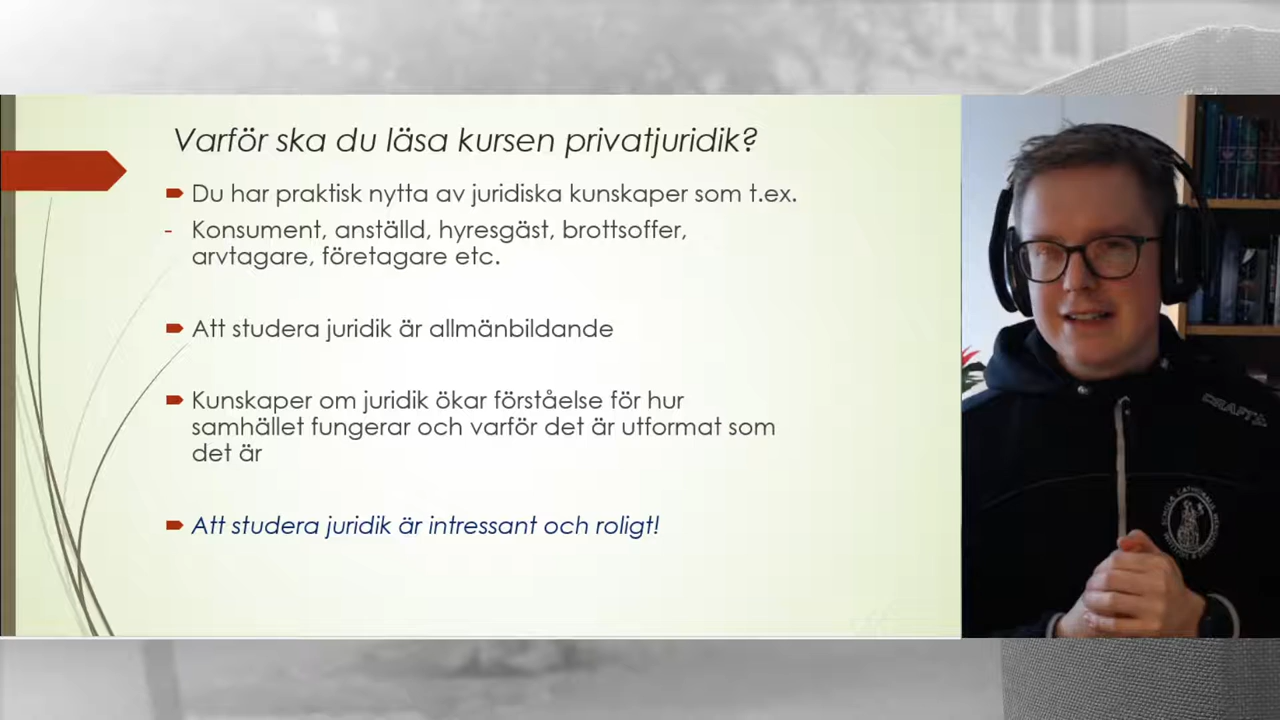 Varför ska du läsa kursen privatjuridik?
Du har praktisk nytta av juridiska kunskaper som t.ex.
- Konsument, anställd, hyresgäst, brottsoffer,
arvtagare, företagare etc.
Att studera juridik är allmänbildande
Kunskaper om juridik ökar förståelse för hur
samhället fungerar och varför det är utformat som
det är
Att studera juridik är intressant och roligt!
CRAFT